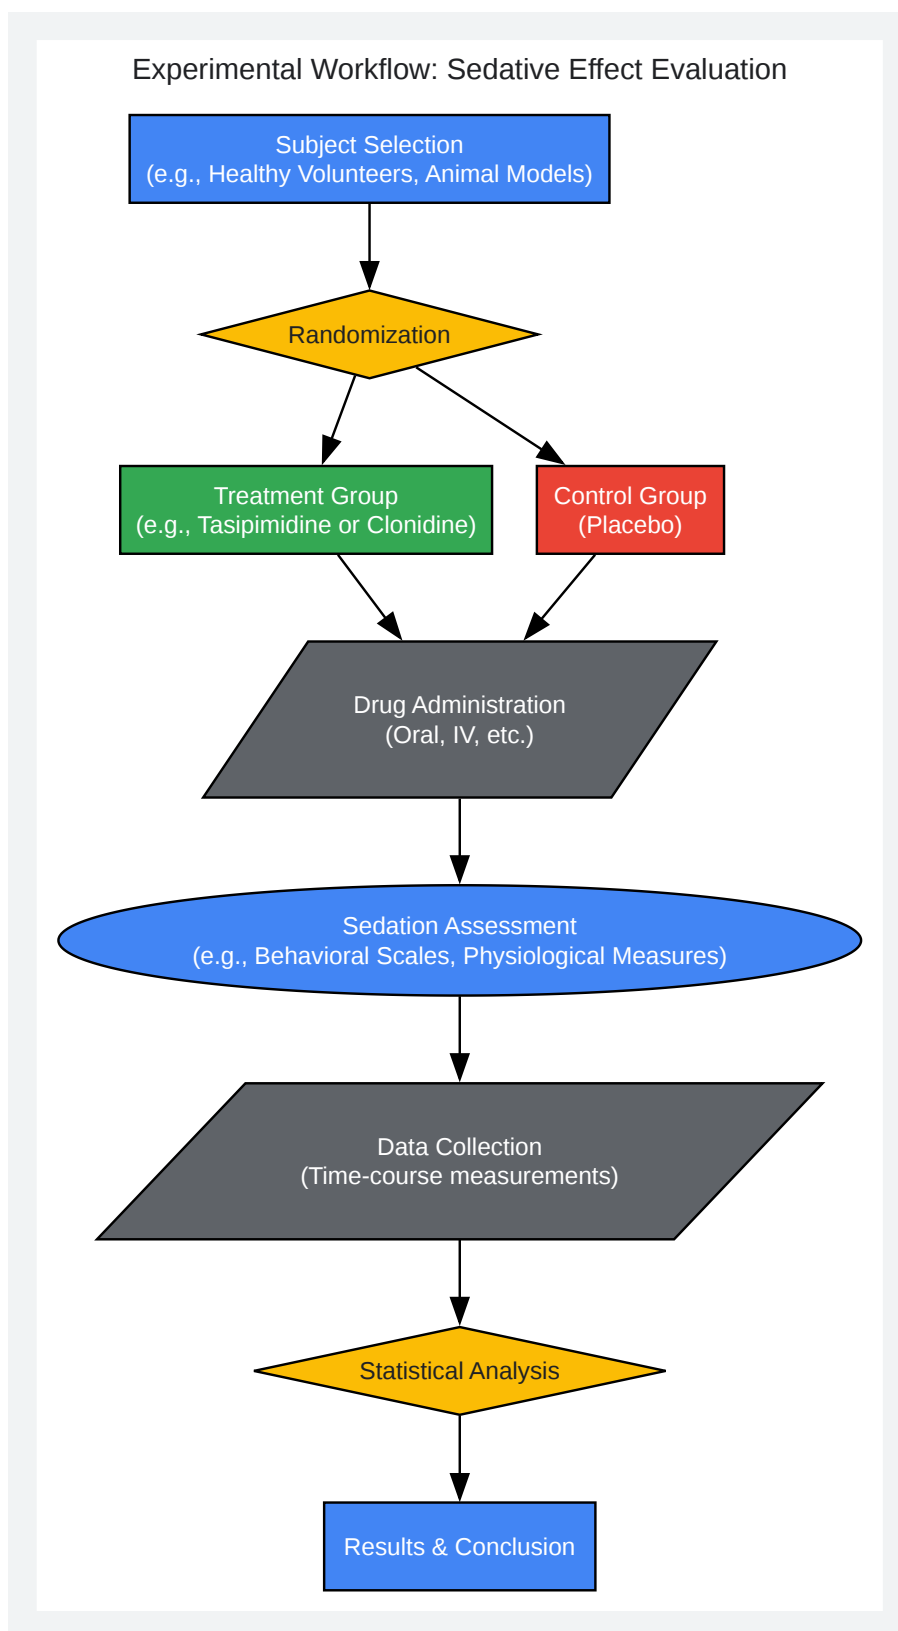 Experimental Workflow: Sedative Effect Evaluation
Subject Selection
(e.g., Healthy Volunteers, Animal Models)
Randomization
Treatment Group
(e.g., Tasipimidine or Clonidine)
Control Group
(Placebo)
Drug Administration
(Oral, IV, etc.)
Sedation Assessment
(e.g., Behavioral Scales, Physiological Measures)
Data Collection
(Time-course measurements)
Statistical Analysis
Results & Conclusion